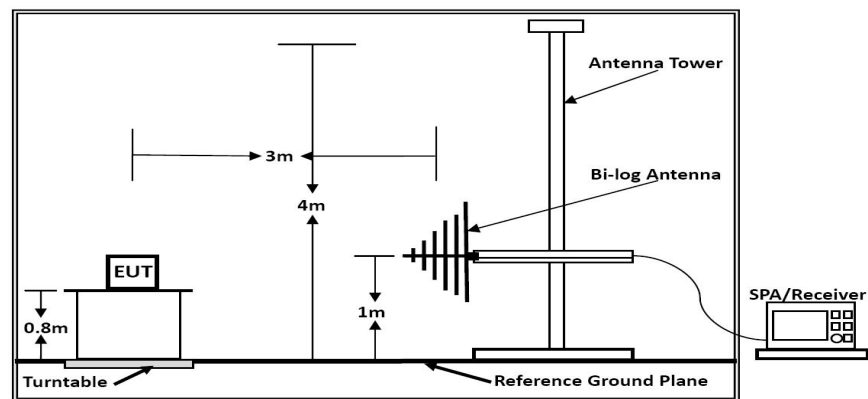 Antenna Tower
3m
Bi-log Antenna
4m
EUT
SPA/Receiver
0.8m
1m
Turntable
Reference Ground Plane